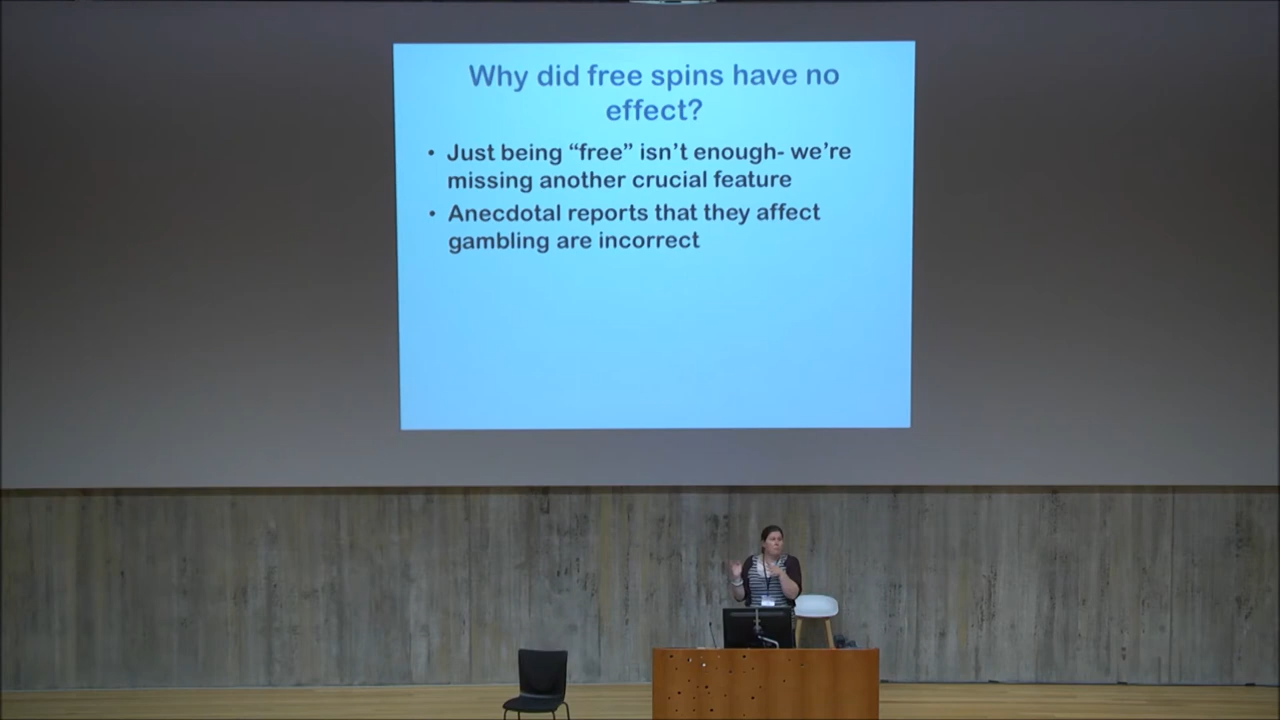 Why did free spins have no
effect?
• Just being “free” isn’t enough- we’re
missing another crucial feature
• Anecdotal reports that they affect
gambling are incorrect